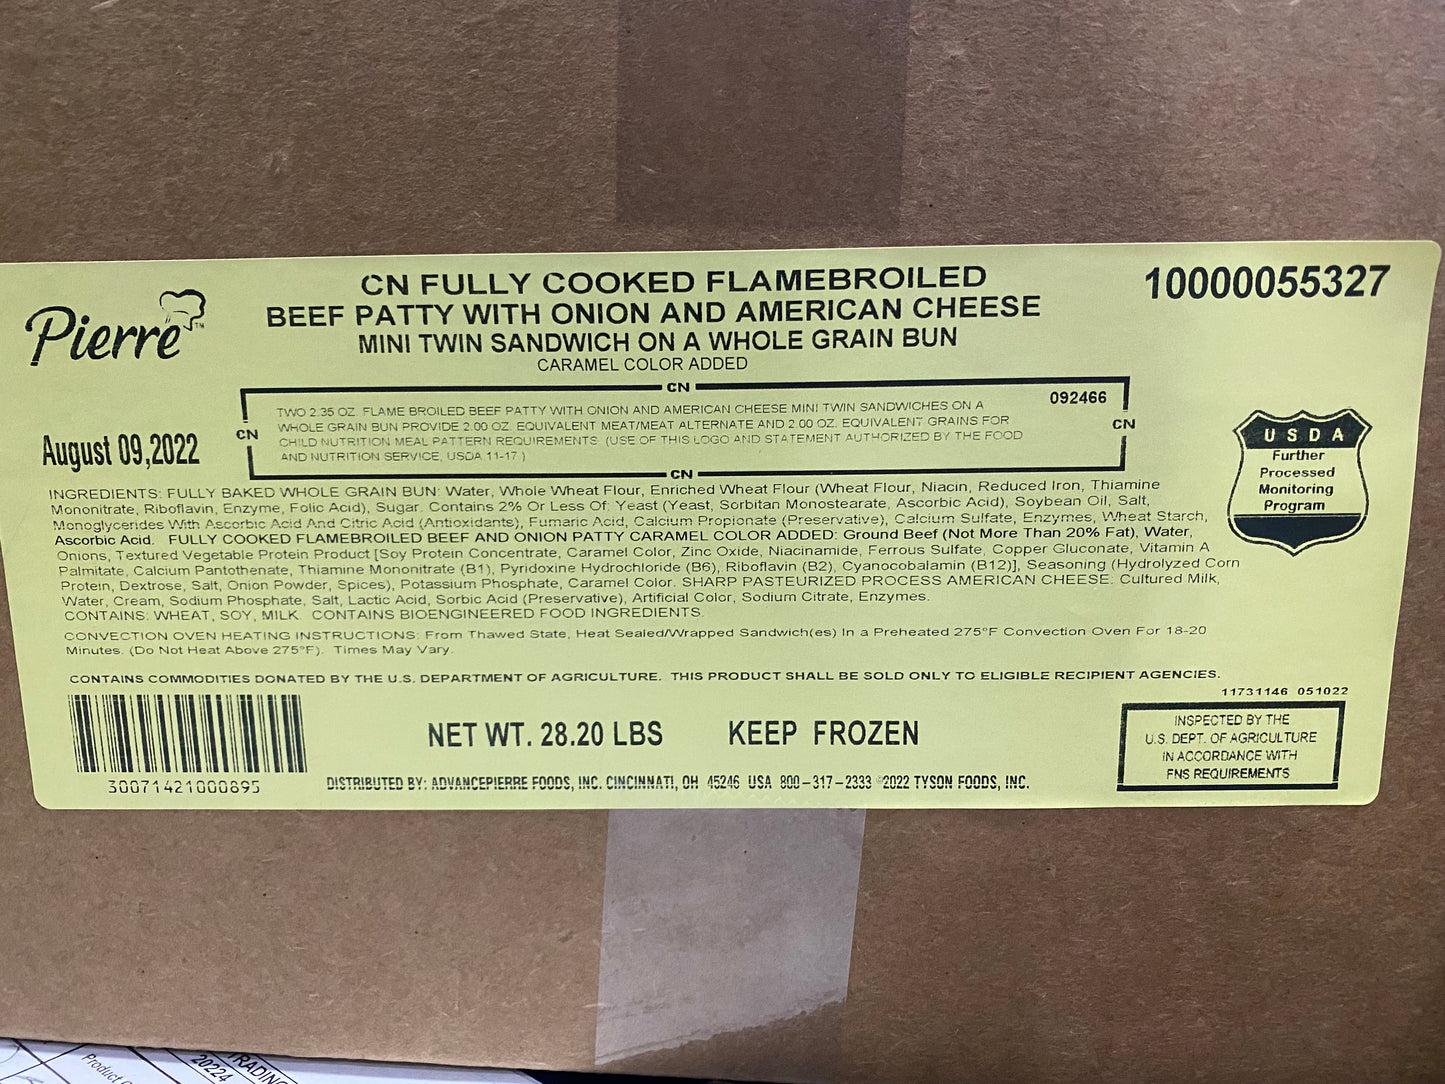 Pierre™
CN FULLY COOKED FLAMEBROILED
BEEF PATTY WITH ONION AND AMERICAN CHEESE
MINI TWIN SANDWICH ON A WHOLE GRAIN BUN
CARAMEL COLOR ADDED
10000055327
August 09,2022
CN
CN
CN
CN
092466
TWO 2.35 OZ. FLAME BROILED BEEF PATTY WITH ONION AND AMERICAN CHEESE MINI TWIN SANDWICHES ON A
WHOLE GRAIN BUN PROVIDE 2.00 OZ. EQUIVALENT MEAT/MEAT ALTERNATE AND 2.00 OZ. EQUIVALENT GRAINS FOR
CHILD NUTRITION MEAL PATTERN REQUIREMENTS. (USE OF THIS LOGO AND STATEMENT AUTHORIZED BY THE FOOD
AND NUTRITION SERVICE, USDA 11-17 )
USDA
Further
Processed
Monitoring
Program
INGREDIENTS: FULLY BAKED WHOLE GRAIN BUN: Water, Whole Wheat Flour, Enriched Wheat Flour (Wheat Flour, Niacin, Reduced Iron, Thiamine
Mononitrate, Riboflavin, Enzyme, Folic Acid), Sugar. Contains 2% Or Less Of: Yeast (Yeast, Sorbitan Monostearate, Ascorbic Acid), Soybean Oil, Salt,
Monoglycerides With Ascorbic Acid And Citric Acid (Antioxidants), Fumaric Acid, Calcium Propionate (Preservative), Calcium Sulfate, Enzymes, Wheat Starch,
Ascorbic Acid. FULLY COOKED FLAMEBROILED BEEF AND ONION PATTY CARAMEL COLOR ADDED: Ground Beef (Not More Than 20% Fat), Water,
Onions, Textured Vegetable Protein Product [Soy Protein Concentrate, Caramel Color, Zinc Oxide, Niacinamide, Ferrous Sulfate, Copper Gluconate, Vitamin A
Palmitate, Calcium Pantothenate, Thiamine Mononitrate (B1), Pyridoxine Hydrochloride (B6), Riboflavin (B2), Cyanocobalamin (B12)], Seasoning (Hydrolyzed Corn
Protein, Dextrose, Salt, Onion Powder, Spices), Potassium Phosphate, Caramel Color. SHARP PASTEURIZED PROCESS AMERICAN CHEESE: Cultured Milk,
Water, Cream, Sodium Phosphate, Salt, Lactic Acid, Sorbic Acid (Preservative), Artificial Color, Sodium Citrate, Enzymes.
CONTAINS: WHEAT, SOY, MILK. CONTAINS BIOENGINEERED FOOD INGREDIENTS.
CONVECTION OVEN HEATING INSTRUCTIONS: From Thawed State, Heat Sealed/Wrapped Sandwich(es) In a Preheated 275°F Convection Oven For 18-20
Minutes. (Do Not Heat Above 275°F). Times May Vary.
CONTAINS COMMODITIES DONATED BY THE U.S. DEPARTMENT OF AGRICULTURE. THIS PRODUCT SHALL BE SOLD ONLY TO ELIGIBLE RECIPIENT AGENCIES.
11731146 051022
30071421000895
NET WT. 28.20 LBS KEEP FROZEN
DISTRIBUTED BY: ADVANCEPIERRE FOODS, INC. CINCINNATI, OH 45246 USA 800-317-2333 ©2022 TYSON FOODS, INC.
INSPECTED BY THE
U.S. DEPT. OF AGRICULTURE
IN ACCORDANCE WITH
FNS REQUIREMENTS
Product
20224
TRADING